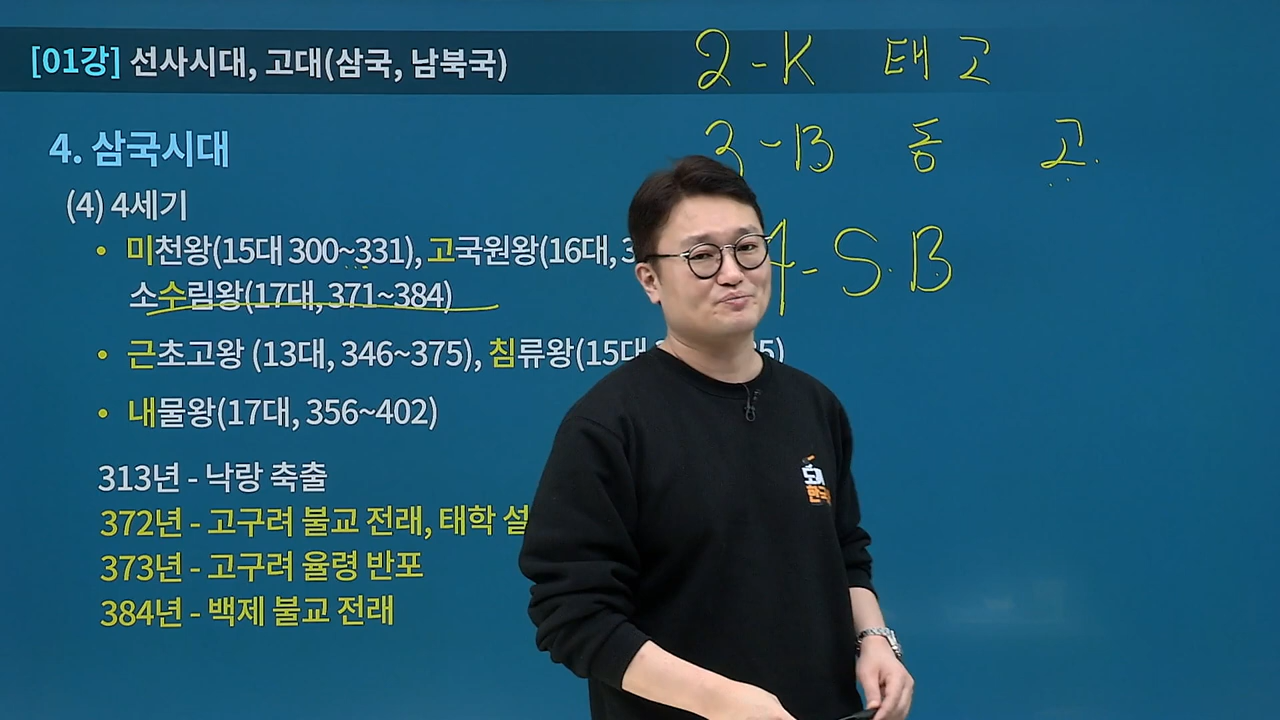 [01강] 선사시대, 고대(삼국, 남북국)
4. 삼국시대
(4) 4세기
• 미천왕(15대 300~331), 고국원왕(16대, 3
소수림왕(17대, 371~384)
• 근초고왕 (13대, 346~375), 침류왕(15대
5)
• 내물왕(17대, 356~402)
313년 - 낙랑 축출
372년 - 고구려 불교 전래, 태학 설
373년 - 고구려 율령 반포
384년 - 백제 불교 전래
2-K 태 고
3-B 동 고.
4-S.B